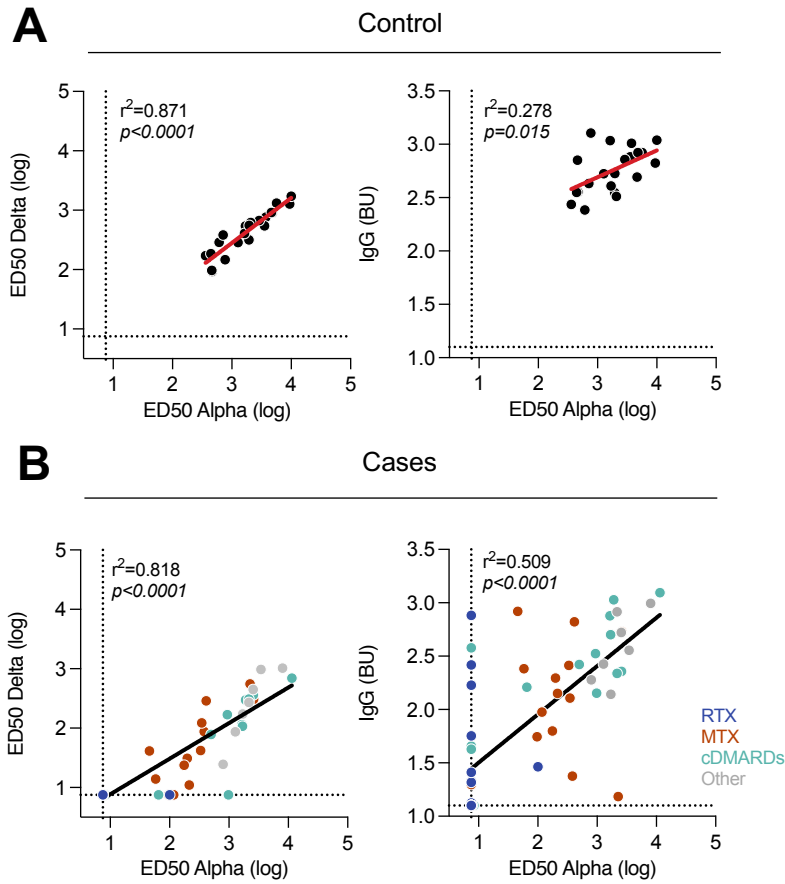 A
Control
5
4
3
2
1
ED50 Delta (log)
r²=0.871
p<0.0001
1 2 3 4 5
ED50 Alpha (log)
3.5
3.0
2.5
2.0
1.5
1.0
IgG (BU)
r²=0.278
p=0.015
1 2 3 4 5
ED50 Alpha (log)
B
Cases
5
4
3
2
1
ED50 Delta (log)
r²=0.818
p<0.0001
1 2 3 4 5
ED50 Alpha (log)
3.5
3.0
2.5
2.0
1.5
1.0
IgG (BU)
r²=0.509
p<0.0001
RTX
MTX
cDMARDs
Other
1 2 3 4 5
ED50 Alpha (log)